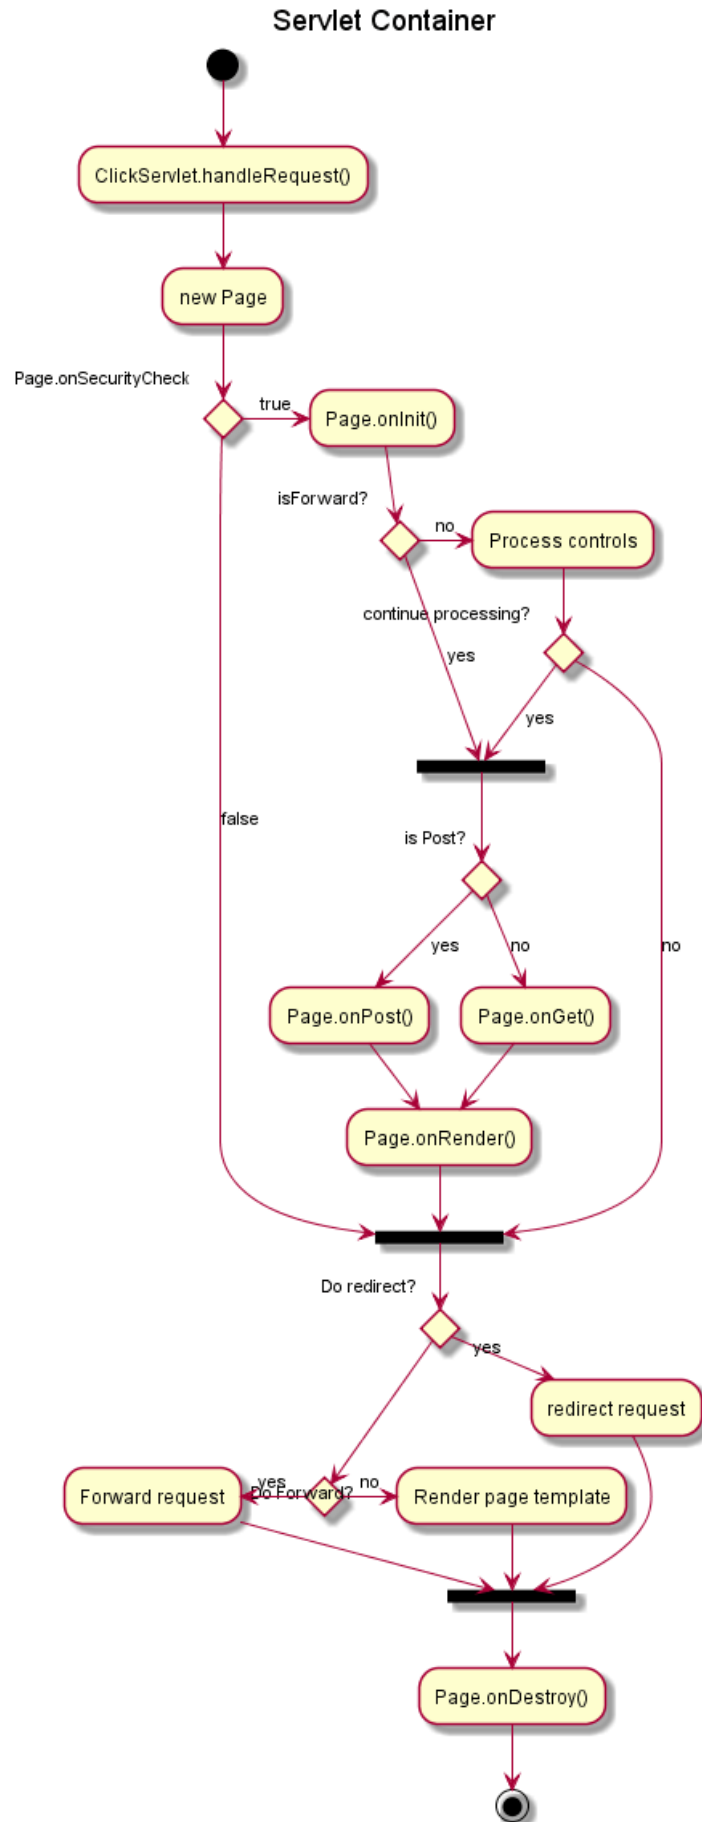 Servlet Container
ClickServlet.handleRequest()
new Page
Page.onSecurityCheck
true
Page.onInit()
isForward?
no
Process controls
continue processing?
yes
yes
false
is Post?
yes
no
no
Page.onPost()
Page.onGet()
Page.onRender()
Do redirect?
yes
redirect request
Forward request
yes
Do Forward?
no
Render page template
Page.onDestroy()